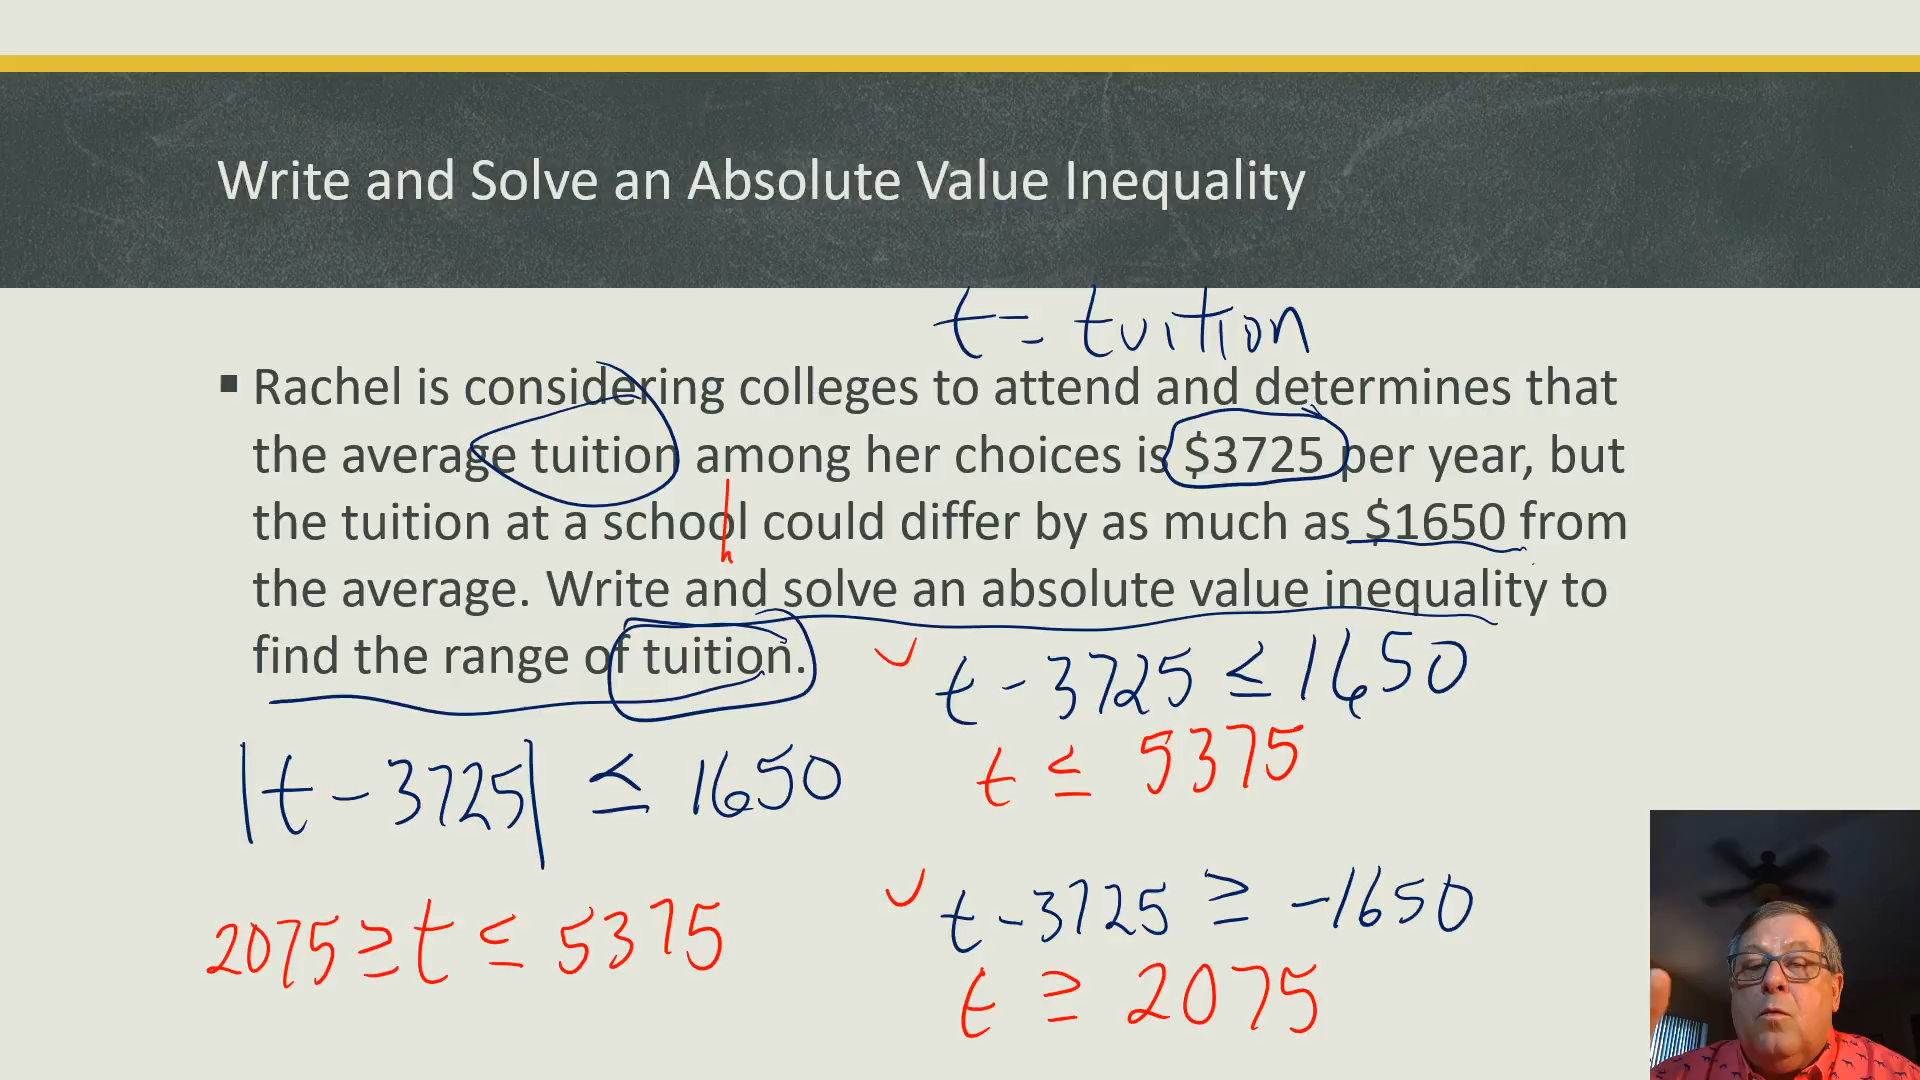 Write and Solve an Absolute Value Inequality
t = tuition
▪ Rachel is considering colleges to attend and determines that
the average tuition among her choices is $3725 per year, but
the tuition at a school could differ by as much as $1650 from
the average. Write and solve an absolute value inequality to
find the range of tuition.
t - 3725 ≤ 1650
t ≤ 5375
|t - 3725| ≤ 1650
t - 3725 ≥ -1650
2075 ≥ t ≤ 5375
t ≥ 2075